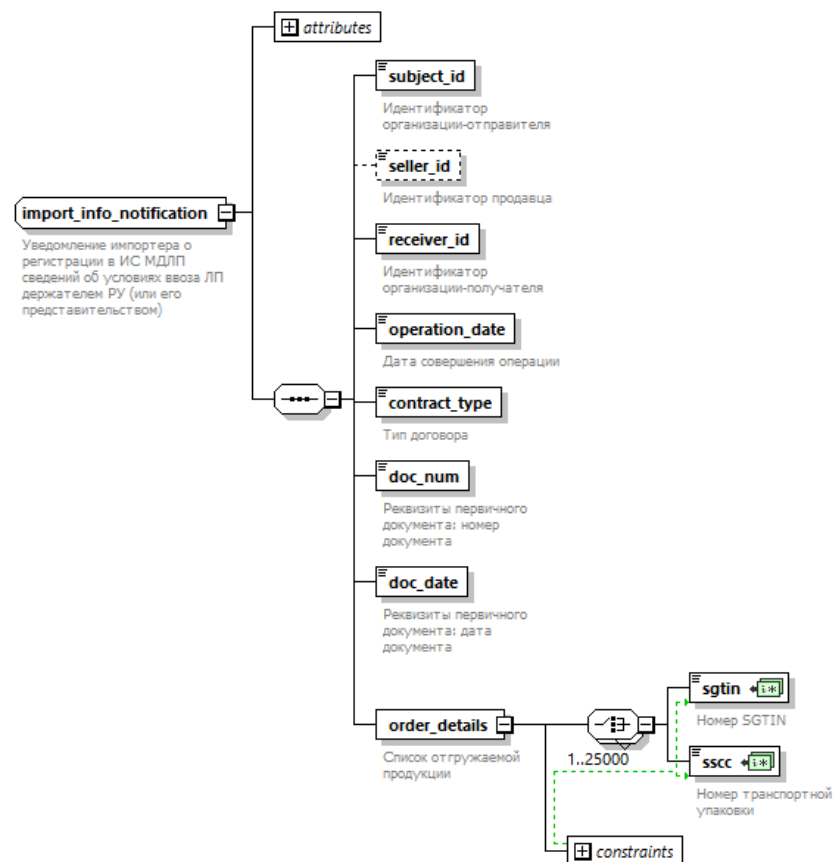 attributes
subject_id
Идентификатор
организации-отправителя
seller_id
Идентификатор продавца
import_info_notification
Уведомление импортера о
регистрации в ИС МДЛП
сведений об условиях ввоза ЛП
держателем РУ (или его
представительством)
receiver_id
Идентификатор
организации-получателя
operation_date
Дата совершения операции
contract_type
Тип договора
doc_num
Реквизиты первичного
документа: номер
документа
doc_date
Реквизиты первичного
документа: дата
документа
order_details
Список отгружаемой
продукции
1..25000
sgtin
Номер SGTIN
sscc
Номер транспортной
упаковки
constraints